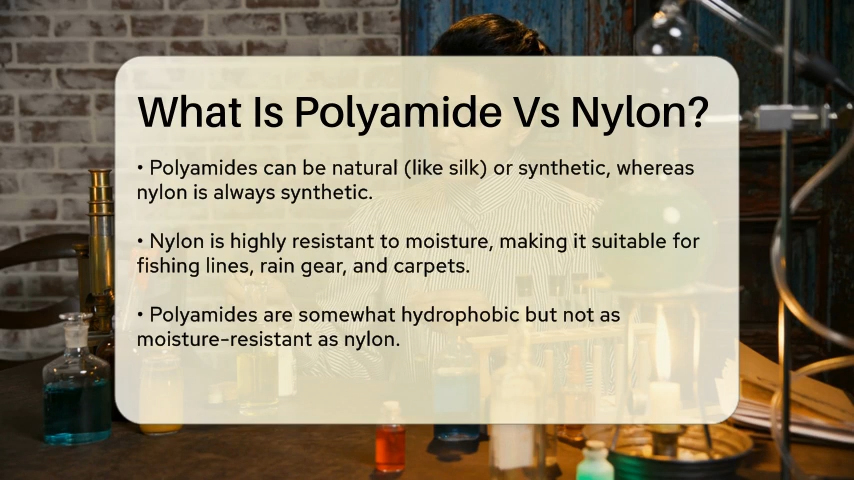 What Is Polyamide Vs Nylon?
• Polyamides can be natural (like silk) or synthetic, whereas
nylon is always synthetic.
• Nylon is highly resistant to moisture, making it suitable for
fishing lines, rain gear, and carpets.
• Polyamides are somewhat hydrophobic but not as
moisture-resistant as nylon.